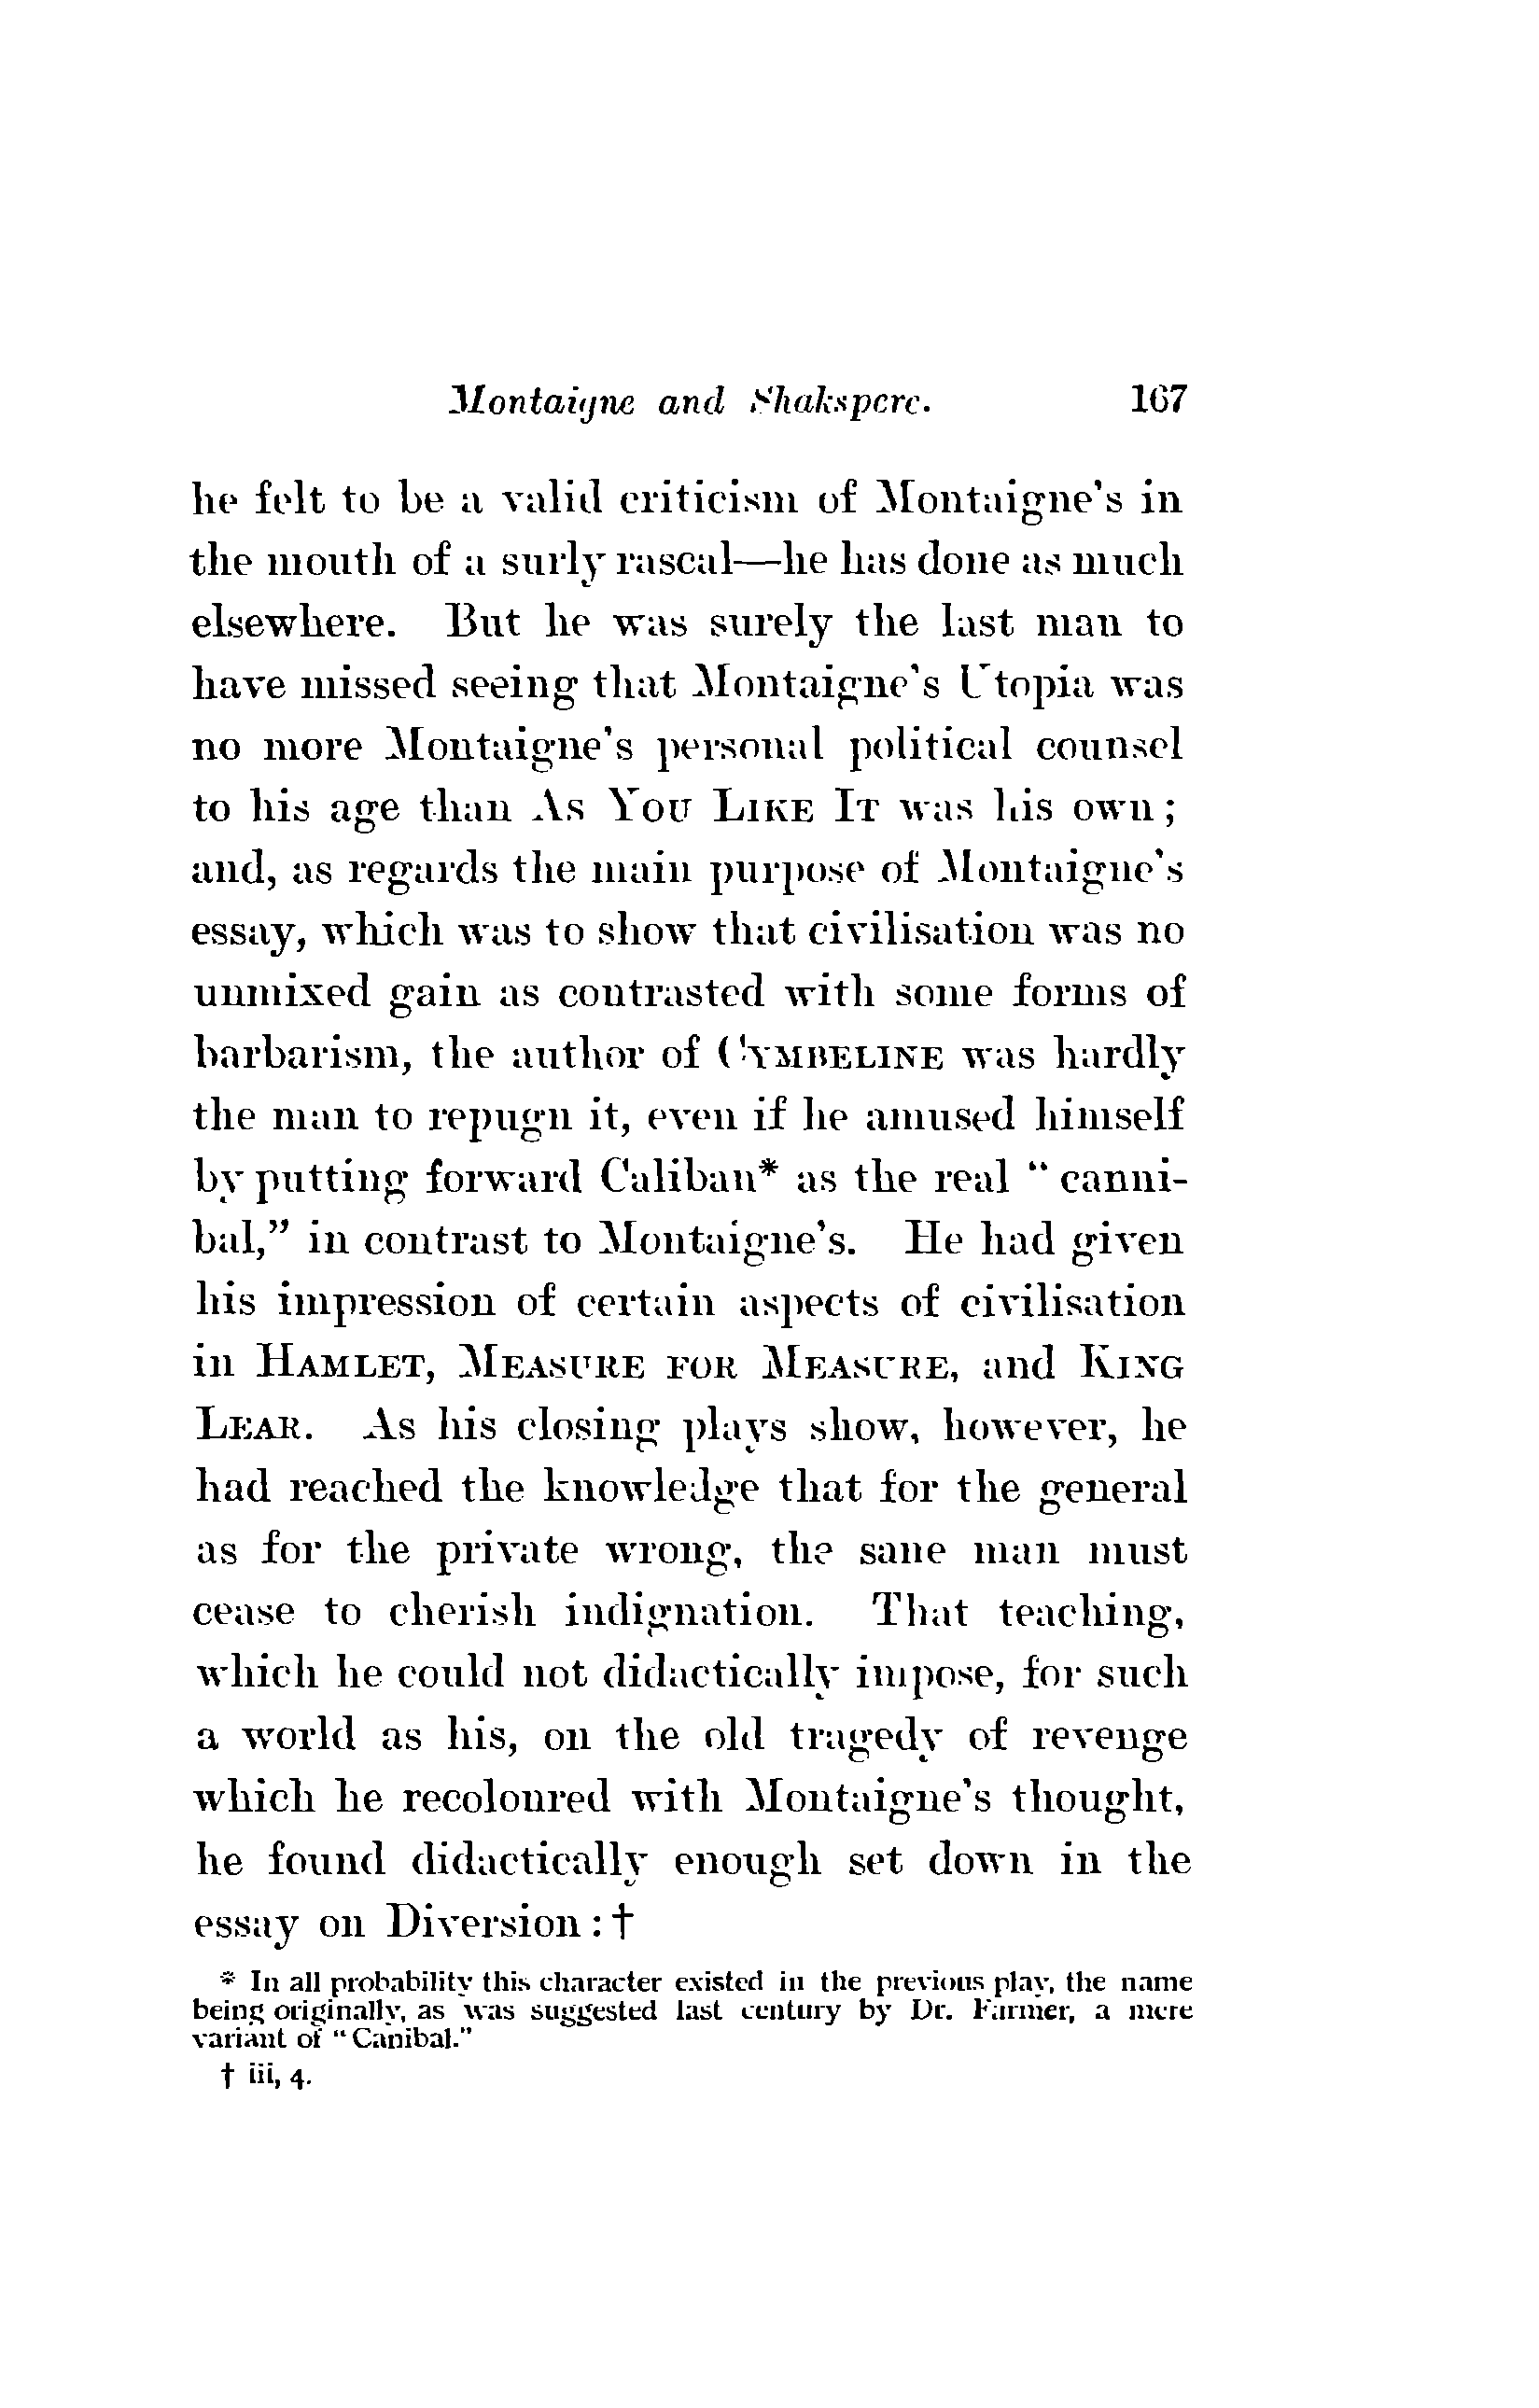 Montaigne and Shakspere. 167
he felt to be a valid criticism of Montaigne's in
the mouth of a surly rascal—he has done as much
elsewhere. But he was surely the last man to
have missed seeing that Montaigne's Utopia was
no more Montaigne's personal political counsel
to his age than As You Like It was his own;
and, as regards the main purpose of Montaigne's
essay, which was to show that civilisation was no
unmixed gain as contrasted with some forms of
barbarism, the author of Cymbeline was hardly
the man to repugn it, even if he amused himself
by putting forward Caliban* as the real "canni-
bal," in contrast to Montaigne's. He had given
his impression of certain aspects of civilisation
in Hamlet, Measure for Measure, and King
Lear. As his closing plays show, however, he
had reached the knowledge that for the general
as for the private wrong, the sane man must
cease to cherish indignation. That teaching,
which he could not didactically impose, for such
a world as his, on the old tragedy of revenge
which he recoloured with Montaigne's thought,
he found didactically enough set down in the
essay on Diversion:†
* In all probability this character existed in the previous play, the name
being originally, as was suggested last century by Dr. Farmer, a mere
variant of "Canibal."
† iii, 4.